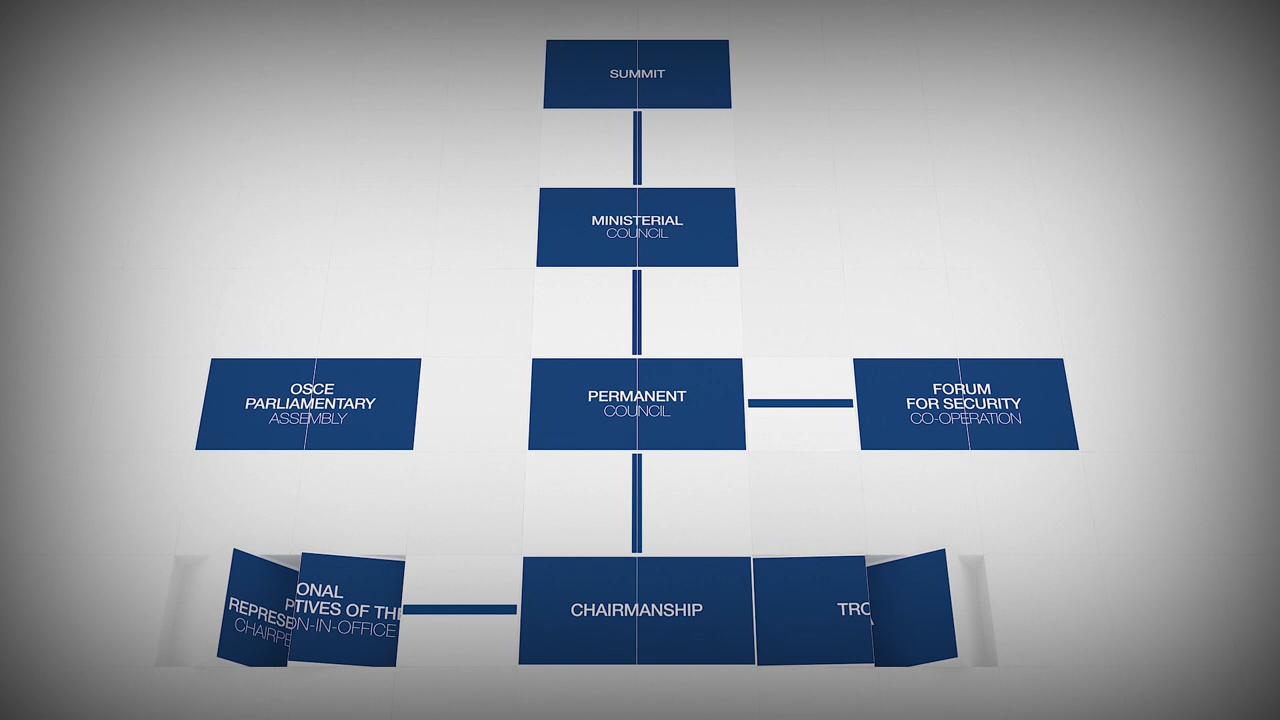 SUMMIT
MINISTERIAL
COUNCIL
OSCE
PARLIAMENTARY
ASSEMBLY
PERMANENT
COUNCIL
FORUM
FOR SECURITY
CO-OPERATION
CHAIRMANSHIP